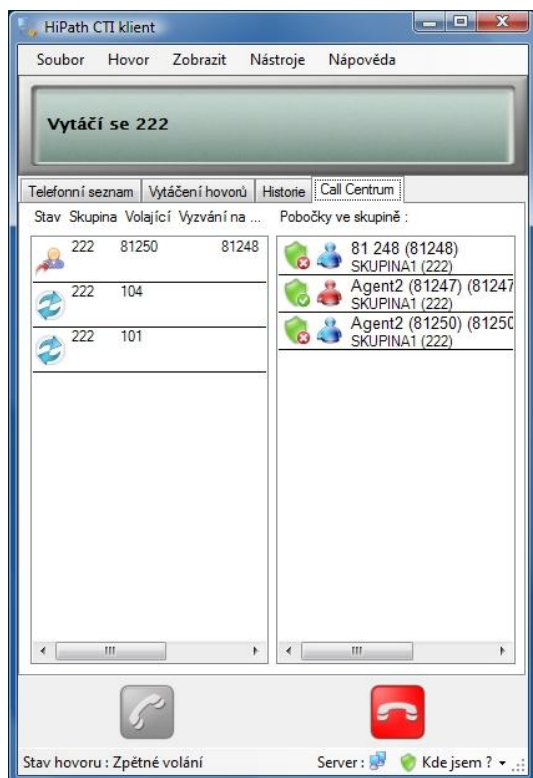 HiPath CTI klient
Soubor Hovor Zobrazit Nástroje Nápověda
Vytáčí se 222
Telefonní seznam Vytáčení hovorů Historie Call Centrum
Stav Skupina Volající Vyzvání na ...
222 81250 81248
222 104
222 101
Pobočky ve skupině :
81 248 (81248)
SKUPINA1 (222)
Agent2 (81247) (81247
SKUPINA1 (222)
Agent2 (81250) (81250
SKUPINA1 (222)
Stav hovoru : Zpětné volání Server : Kde jsem ?